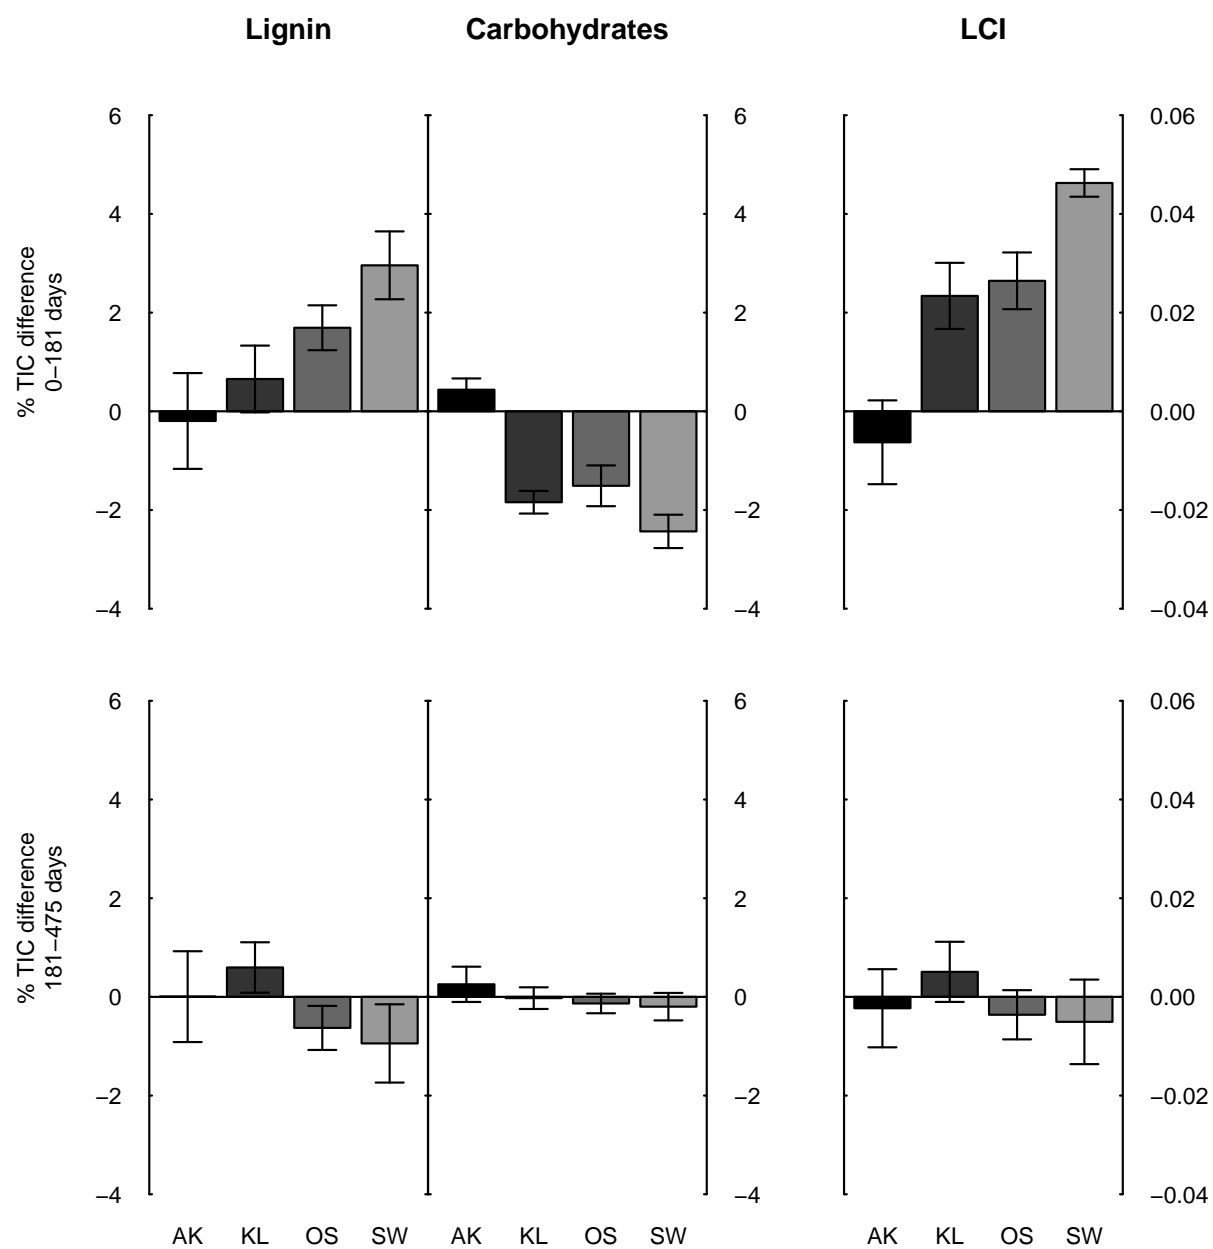 Lignin Carbohydrates LCI
6 6 0.06
4 4 0.04
2 2 0.02
0 0 0.00
−2 −2 −0.02
−4 −4 −0.04
% TIC difference
0−181 days
6 6 0.06
4 4 0.04
2 2 0.02
0 0 0.00
−2 −2 −0.02
−4 −4 −0.04
% TIC difference
181−475 days
AK KL OS SW AK KL OS SW AK KL OS SW